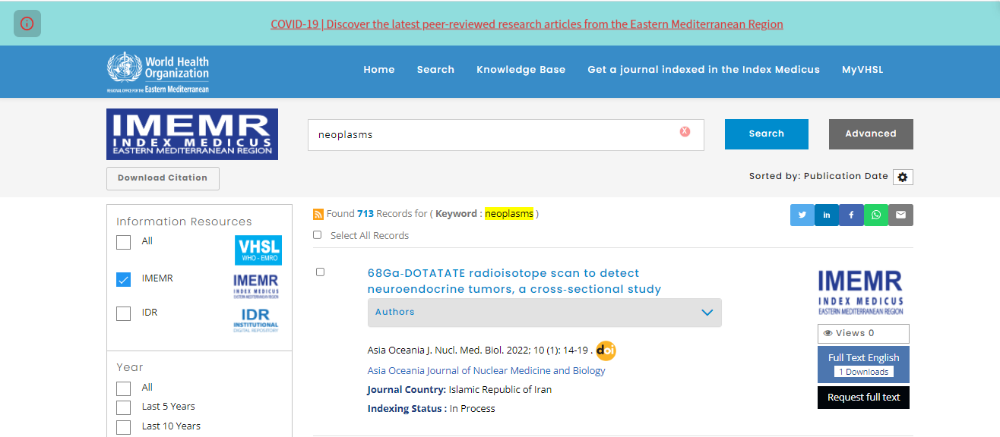 COVID-19 | Discover the latest peer-reviewed research articles from the Eastern Mediterranean Region
World Health
Organization
REGIONAL OFFICE FOR THE Eastern Mediterranean
Home Search Knowledge Base Get a journal indexed in the Index Medicus MyVHSL
IMEMR
INDEX MEDICUS
EASTERN MEDITERRANEAN REGION
neoplasms X
Search
Advanced
Download Citation
Sorted by: Publication Date
Information Resources
All
VHSL
WHO - EMRO
IMEMR
IMEMR
INDEX MEDICUS
EASTERN MEDITERRANEAN REGION
IDR
IDR
INSTITUTIONAL
DIGITAL REPOSITORY
Year
All
Last 5 Years
Last 10 Years
Found 713 Records for ( Keyword : neoplasms )
Select All Records
68Ga-DOTATATE radioisotope scan to detect
neuroendocrine tumors, a cross-sectional study
Authors
Asia Oceania J. Nucl. Med. Biol. 2022; 10 (1): 14-19 . doi
Asia Oceania Journal of Nuclear Medicine and Biology
Journal Country: Islamic Republic of Iran
Indexing Status : In Process
in f
IMEMR
INDEX MEDICUS
EASTERN MEDITERRANEAN REGION
Views 0
Full Text English
1 Downloads
Request full text